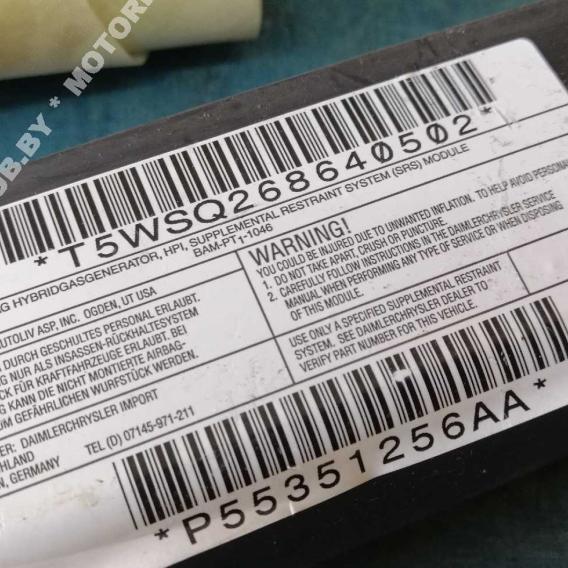 UB.BY * MOTOR
*T5WSQ268640502*
HYBRIDGASGENERATOR, HPI, SUPPLEMENTAL RESTRAINT SYSTEM (SRS) MODULE
BAM-PT1-1046
AUTOLIV ASP, INC. OGDEN, UT USA
DURCH GESCHULTES PERSONAL ERLAUBT.
NUR ALS INSASSEN-RÜCKHALTESYSTEM
FÜR KRAFTFAHRZEUGE ERLAUBT. BEI
KANN DIE NICHT MONTIERTE AIRBAG-
ZUM GEFÄHRLICHEN WURFSTÜCK WERDEN.
DAIMLERCHRYSLER IMPORT
GERMANY
TEL (D) 07145-971-211
WARNING!
YOU COULD BE INJURED DUE TO UNWANTED INFLATION. TO HELP AVOID PERSONAL
1. DO NOT TAKE APART, CRUSH OR PUNCTURE.
2. CAREFULLY FOLLOW INSTRUCTIONS IN THE DAIMLERCHRYSLER SERVICE
MANUAL WHEN PERFORMING ANY TYPE OF SERVICE OR WHEN DISPOSING
OF THIS MODULE.
USE ONLY A SPECIFIED SUPPLEMENTAL RESTRAINT
SYSTEM. SEE DAIMLERCHRYSLER DEALER TO
VERIFY PART NUMBER FOR THIS VEHICLE.
*P55351256AA*